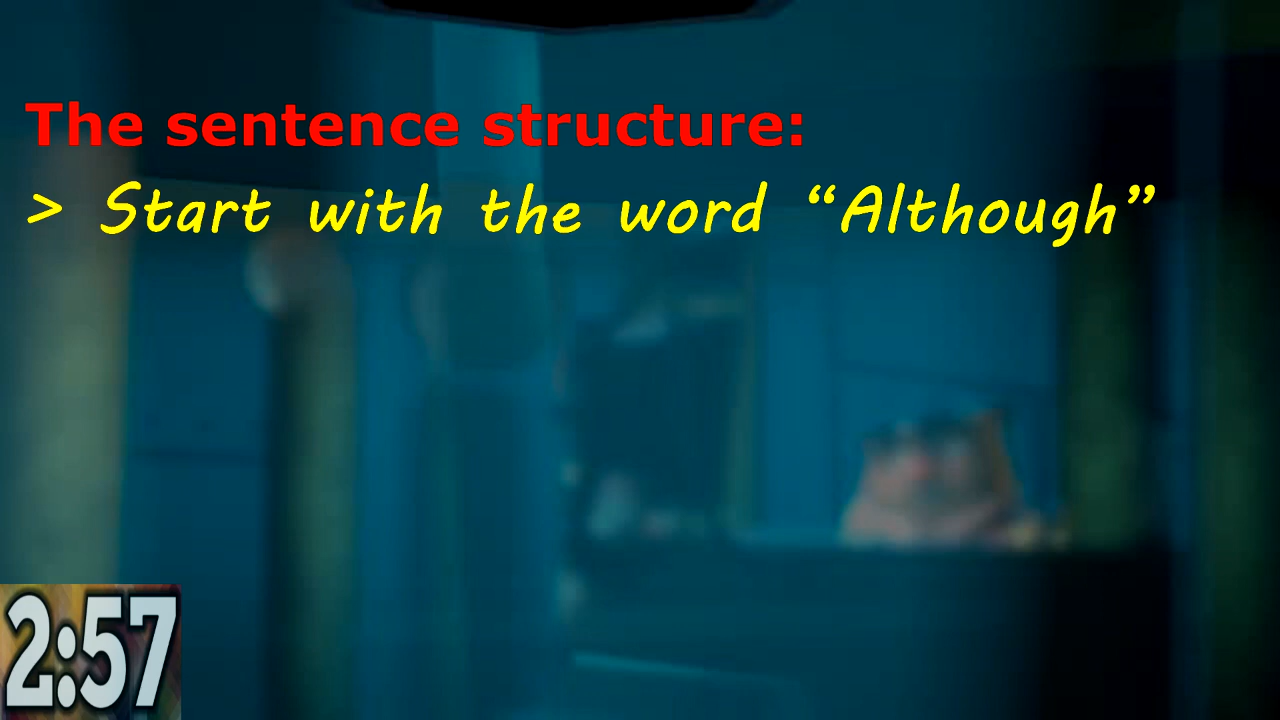 The sentence structure:
> Start with the word “Although”
2:57